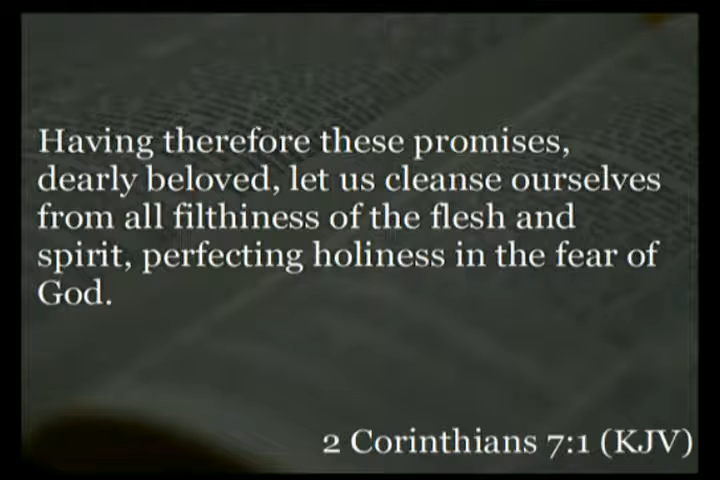 Having therefore these promises,
dearly beloved, let us cleanse ourselves
from all filthiness of the flesh and
spirit, perfecting holiness in the fear of
God.
2 Corinthians 7:1 (KJV)